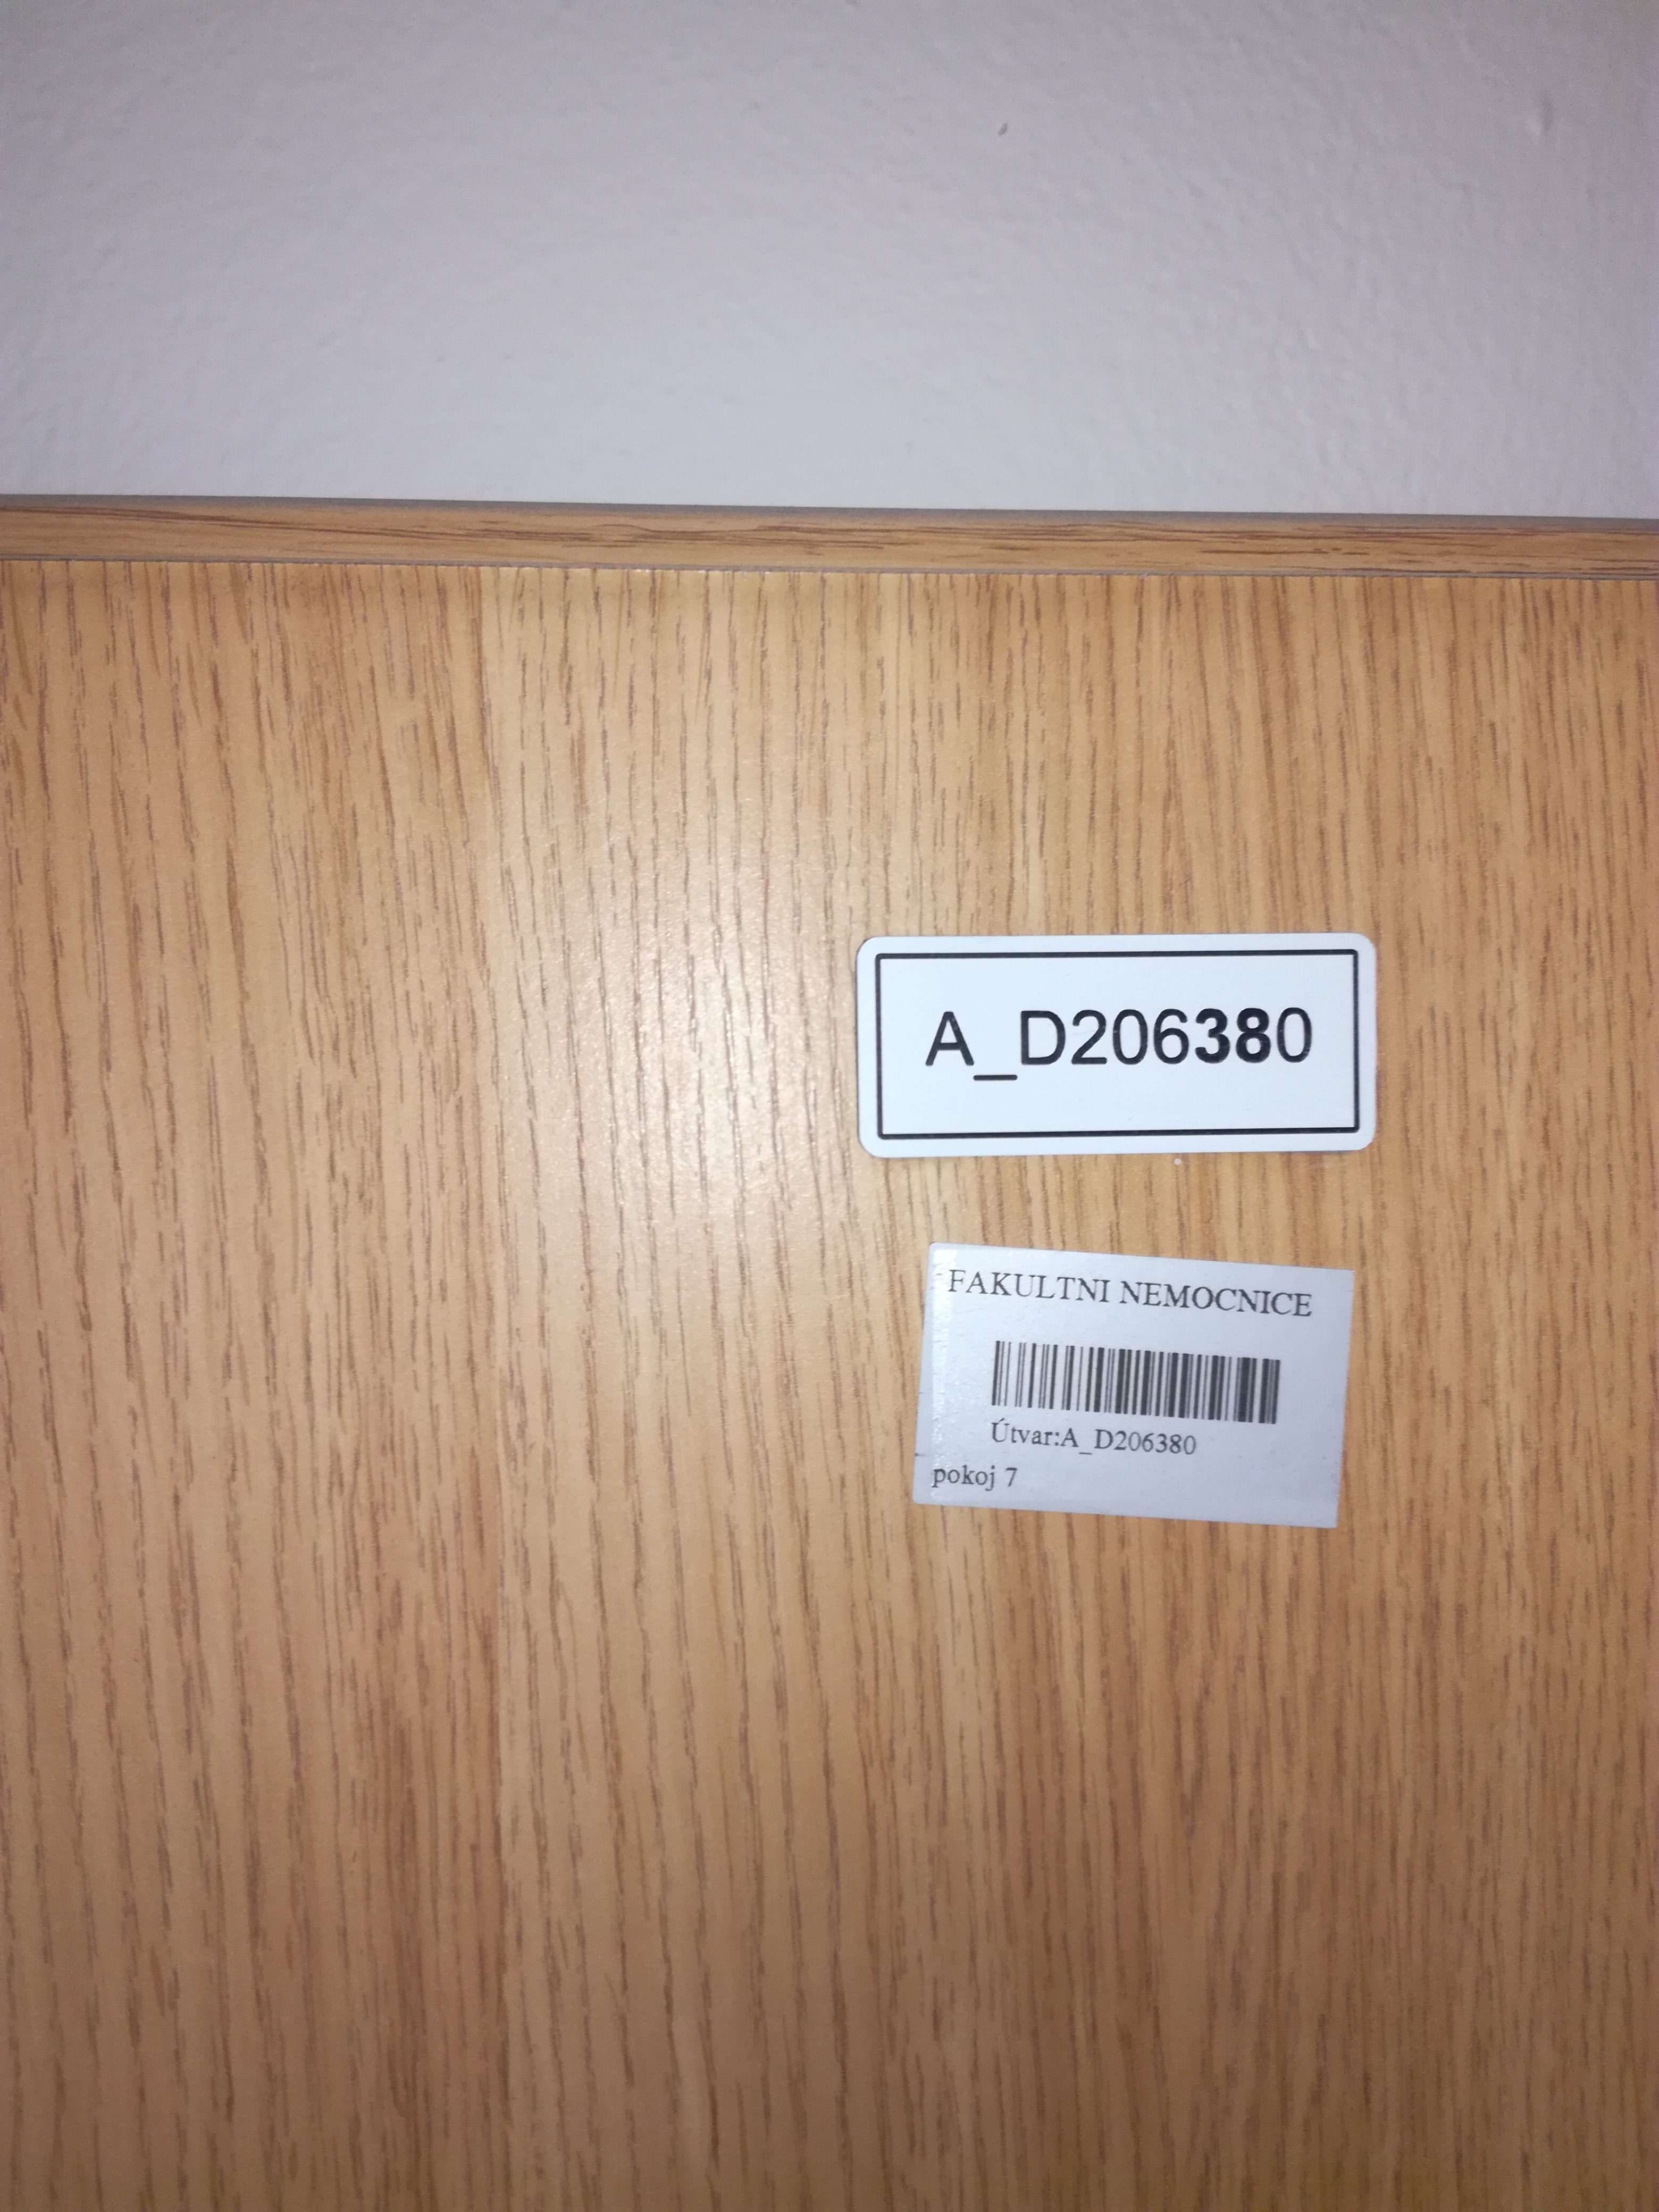 A_D206380
FAKULTNI NEMOCNICE
Útvar:A_D206380
pokoj 7